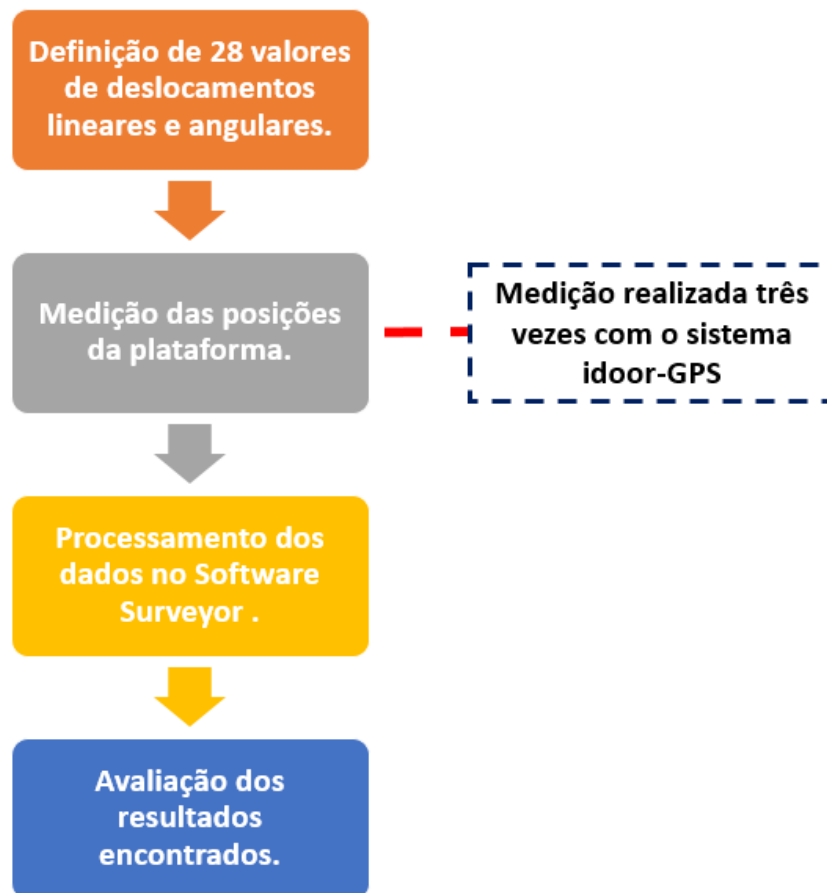 Definição de 28 valores
de deslocamentos
lineares e angulares.
Medição das posições
da plataforma.
Medição realizada três
vezes com o sistema
idoor-GPS
Processamento dos
dados no Software
Surveyor .
Avaliação dos
resultados
encontrados.